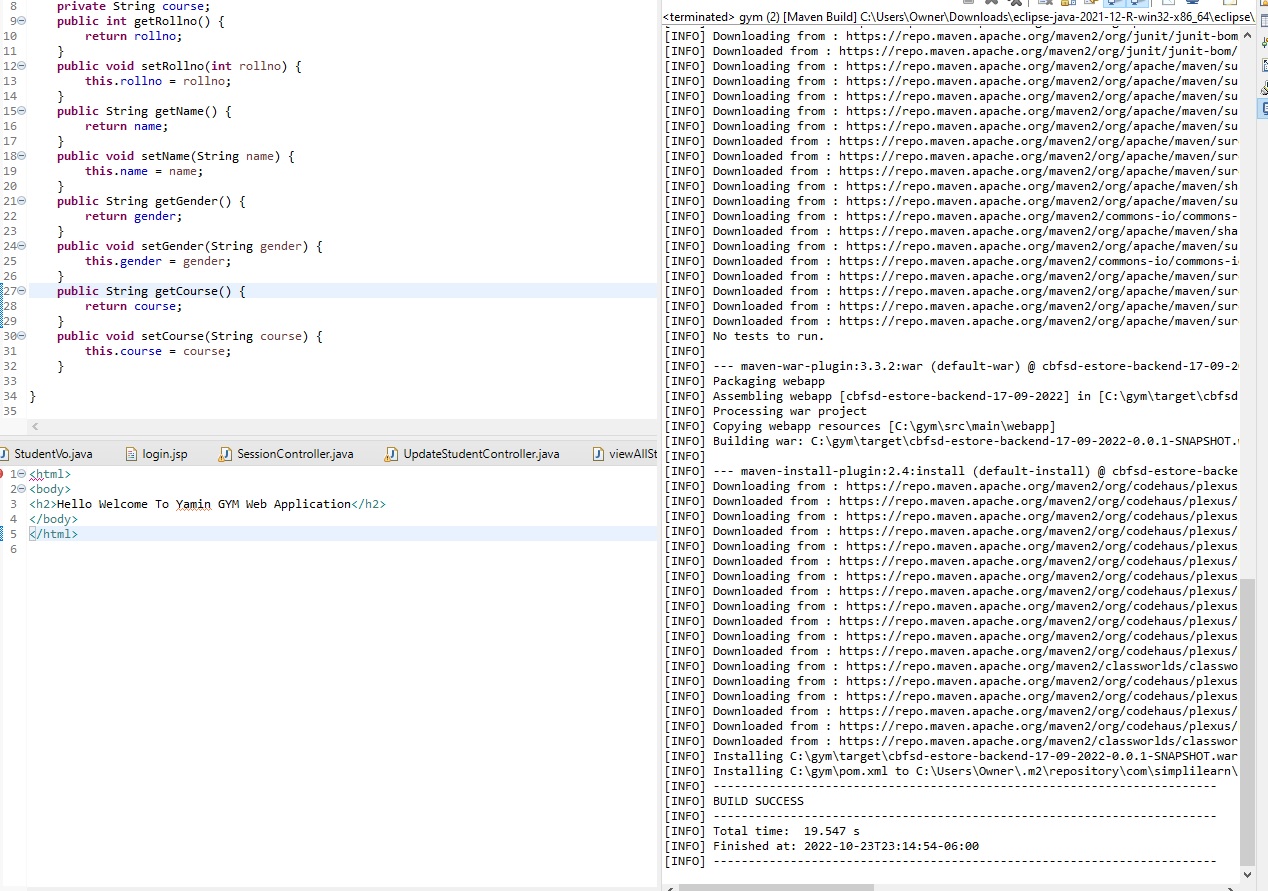 8 private String course;
9 public int getRollno() {
10 return rollno;
11 }
12 public void setRollno(int rollno) {
13 this.rollno = rollno;
14 }
15 public String getName() {
16 return name;
17 }
18 public void setName(String name) {
19 this.name = name;
20 }
21 public String getGender() {
22 return gender;
23 }
24 public void setGender(String gender) {
25 this.gender = gender;
26 }
27 public String getCourse() {
28 return course;
29 }
30 public void setCourse(String course) {
31 this.course = course;
32 }
33
34 }
35
StudentVo.java login.jsp SessionController.java UpdateStudentController.java viewAllSt
1 <html>
2 <body>
3 <h2>Hello Welcome To Yamin GYM Web Application</h2>
4 </body>
5 </html>
6
<terminated> gym (2) [Maven Build] C:\Users\Owner\Downloads\eclipse-java-2021-12-R-win32-x86_64\eclipse\
[INFO] Downloading from : https://repo.maven.apache.org/maven2/org/junit/junit-bom
[INFO] Downloaded from : https://repo.maven.apache.org/maven2/org/junit/junit-bom/
[INFO] Downloading from : https://repo.maven.apache.org/maven2/org/apache/maven/su
[INFO] Downloading from : https://repo.maven.apache.org/maven2/org/apache/maven/su
[INFO] Downloading from : https://repo.maven.apache.org/maven2/org/apache/maven/su
[INFO] Downloading from : https://repo.maven.apache.org/maven2/org/apache/maven/su
[INFO] Downloading from : https://repo.maven.apache.org/maven2/org/apache/maven/su
[INFO] Downloaded from : https://repo.maven.apache.org/maven2/org/apache/maven/sur
[INFO] Downloaded from : https://repo.maven.apache.org/maven2/org/apache/maven/sur
[INFO] Downloaded from : https://repo.maven.apache.org/maven2/org/apache/maven/sur
[INFO] Downloading from : https://repo.maven.apache.org/maven2/org/apache/maven/sh
[INFO] Downloaded from : https://repo.maven.apache.org/maven2/org/apache/maven/sur
[INFO] Downloading from : https://repo.maven.apache.org/maven2/commons-io/commons-
[INFO] Downloaded from : https://repo.maven.apache.org/maven2/org/apache/maven/sha
[INFO] Downloading from : https://repo.maven.apache.org/maven2/org/apache/maven/su
[INFO] Downloaded from : https://repo.maven.apache.org/maven2/commons-io/commons-i
[INFO] Downloaded from : https://repo.maven.apache.org/maven2/org/apache/maven/sur
[INFO] Downloaded from : https://repo.maven.apache.org/maven2/org/apache/maven/sur
[INFO] Downloaded from : https://repo.maven.apache.org/maven2/org/apache/maven/sur
[INFO] Downloaded from : https://repo.maven.apache.org/maven2/org/apache/maven/sur
[INFO] No tests to run.
[INFO]
[INFO] --- maven-war-plugin:3.3.2:war (default-war) @ cbfsd-estore-backend-17-09-2
[INFO] Packaging webapp
[INFO] Assembling webapp [cbfsd-estore-backend-17-09-2022] in [C:\gym\target\cbfsd
[INFO] Processing war project
[INFO] Copying webapp resources [C:\gym\src\main\webapp]
[INFO] Building war: C:\gym\target\cbfsd-estore-backend-17-09-2022-0.0.1-SNAPSHOT.
[INFO]
[INFO] --- maven-install-plugin:2.4:install (default-install) @ cbfsd-estore-backe
[INFO] Downloading from : https://repo.maven.apache.org/maven2/org/codehaus/plexus
[INFO] Downloaded from : https://repo.maven.apache.org/maven2/org/codehaus/plexus/
[INFO] Downloading from : https://repo.maven.apache.org/maven2/org/codehaus/plexus
[INFO] Downloaded from : https://repo.maven.apache.org/maven2/org/codehaus/plexus/
[INFO] Downloading from : https://repo.maven.apache.org/maven2/org/codehaus/plexus
[INFO] Downloaded from : https://repo.maven.apache.org/maven2/org/codehaus/plexus/
[INFO] Downloading from : https://repo.maven.apache.org/maven2/org/codehaus/plexus
[INFO] Downloaded from : https://repo.maven.apache.org/maven2/org/codehaus/plexus/
[INFO] Downloading from : https://repo.maven.apache.org/maven2/org/codehaus/plexus
[INFO] Downloaded from : https://repo.maven.apache.org/maven2/org/codehaus/plexus/
[INFO] Downloading from : https://repo.maven.apache.org/maven2/org/codehaus/plexus
[INFO] Downloaded from : https://repo.maven.apache.org/maven2/org/codehaus/plexus/
[INFO] Downloading from : https://repo.maven.apache.org/maven2/classworlds/classwo
[INFO] Downloading from : https://repo.maven.apache.org/maven2/org/codehaus/plexus
[INFO] Downloading from : https://repo.maven.apache.org/maven2/org/codehaus/plexus
[INFO] Downloaded from : https://repo.maven.apache.org/maven2/org/codehaus/plexus/
[INFO] Downloaded from : https://repo.maven.apache.org/maven2/org/codehaus/plexus/
[INFO] Downloaded from : https://repo.maven.apache.org/maven2/classworlds/classwor
[INFO] Installing C:\gym\target\cbfsd-estore-backend-17-09-2022-0.0.1-SNAPSHOT.war
[INFO] Installing C:\gym\pom.xml to C:\Users\Owner\.m2\repository\com\simplilearn\
[INFO] ------------------------------------------------------------------------
[INFO] BUILD SUCCESS
[INFO] ------------------------------------------------------------------------
[INFO] Total time:  19.547 s
[INFO] Finished at: 2022-10-23T23:14:54-06:00
[INFO] ------------------------------------------------------------------------